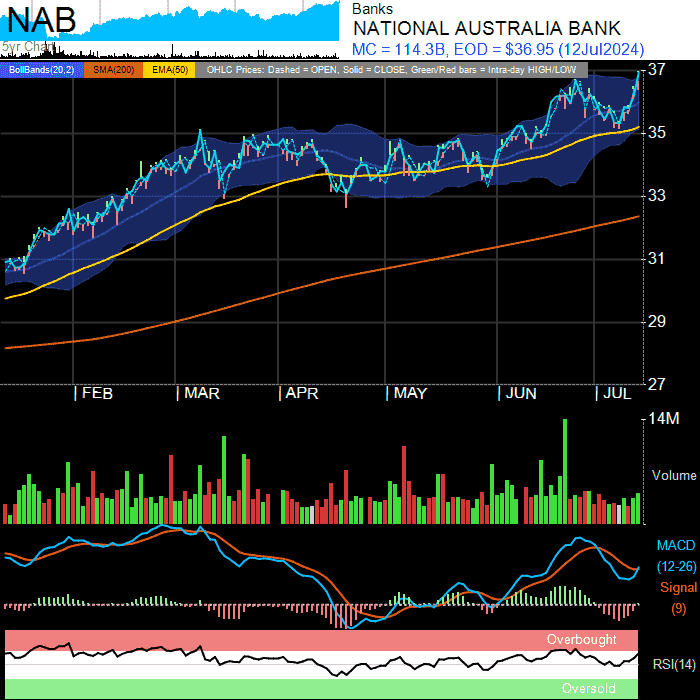 NAB
5yr Chart
Banks
NATIONAL AUSTRALIA BANK
MC = 114.3B, EOD = $36.95 (12Jul2024)
BollBands(20,2) SMA(200) EMA(50) OHLC Prices: Dashed = OPEN, Solid = CLOSE, Green/Red bars = Intra-day HIGH/LOW
37
35
33
31
29
27
| FEB | MAR | APR | MAY | JUN | JUL
14M
Volume
MACD
(12-26)
Signal
(9)
Overbought
RSI(14)
Oversold